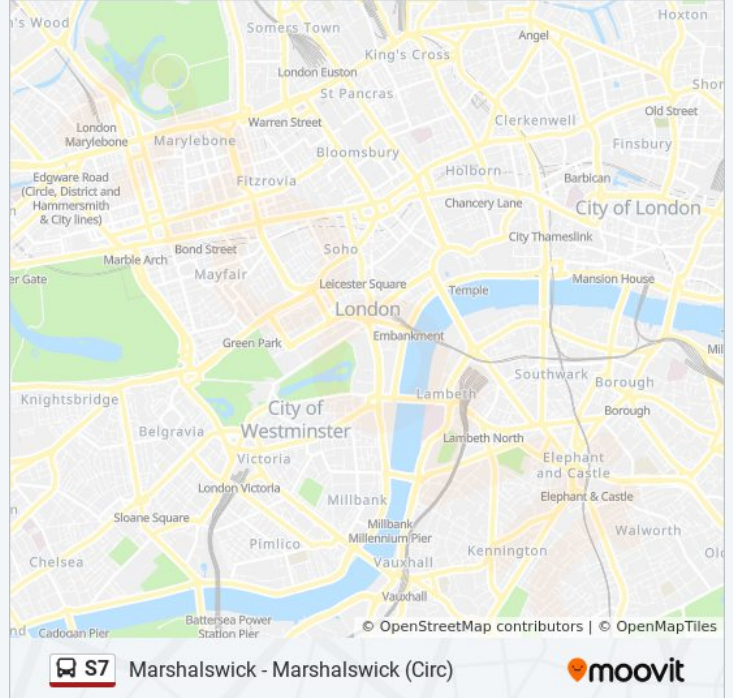 's Wood
Somers Town
Hoxton
Angel
King's Cross
London Euston
St Pancras
Shor
Old Street
Warren Street
Clerkenwell
London
Marylebone
Marylebone
Finsbury
Bloomsbury
Holborn
Edgware Road
(Circle, District and
Hammersmith
& City lines)
Fitzrovia
Barbican
Chancery Lane
City of London
City Thameslink
Bond Street
Soho
Marble Arch
Mayfair
er Gate
Leicester Square
Mansion House
Temple
London
Embankment
Green Park
Mil
Southwark
Borough
Lambeth
Knightsbridge
City of
Westminster
Borough
Belgravia
Lambeth North
Victoria
Elephant
and Castle
London Victoria
Elephant & Castle
Millbank
Sloane Square
Millbank
Millennium Pier
Walworth
n
Pimlico
Kennington
Chelsea
Vauxhall
Vauxhall
Battersea Power
Station Pier
nd
Cadogan Pier
© OpenStreetMap contributors | © OpenMapTiles
S7 Marshalswick - Marshalswick (Circ)
moovit